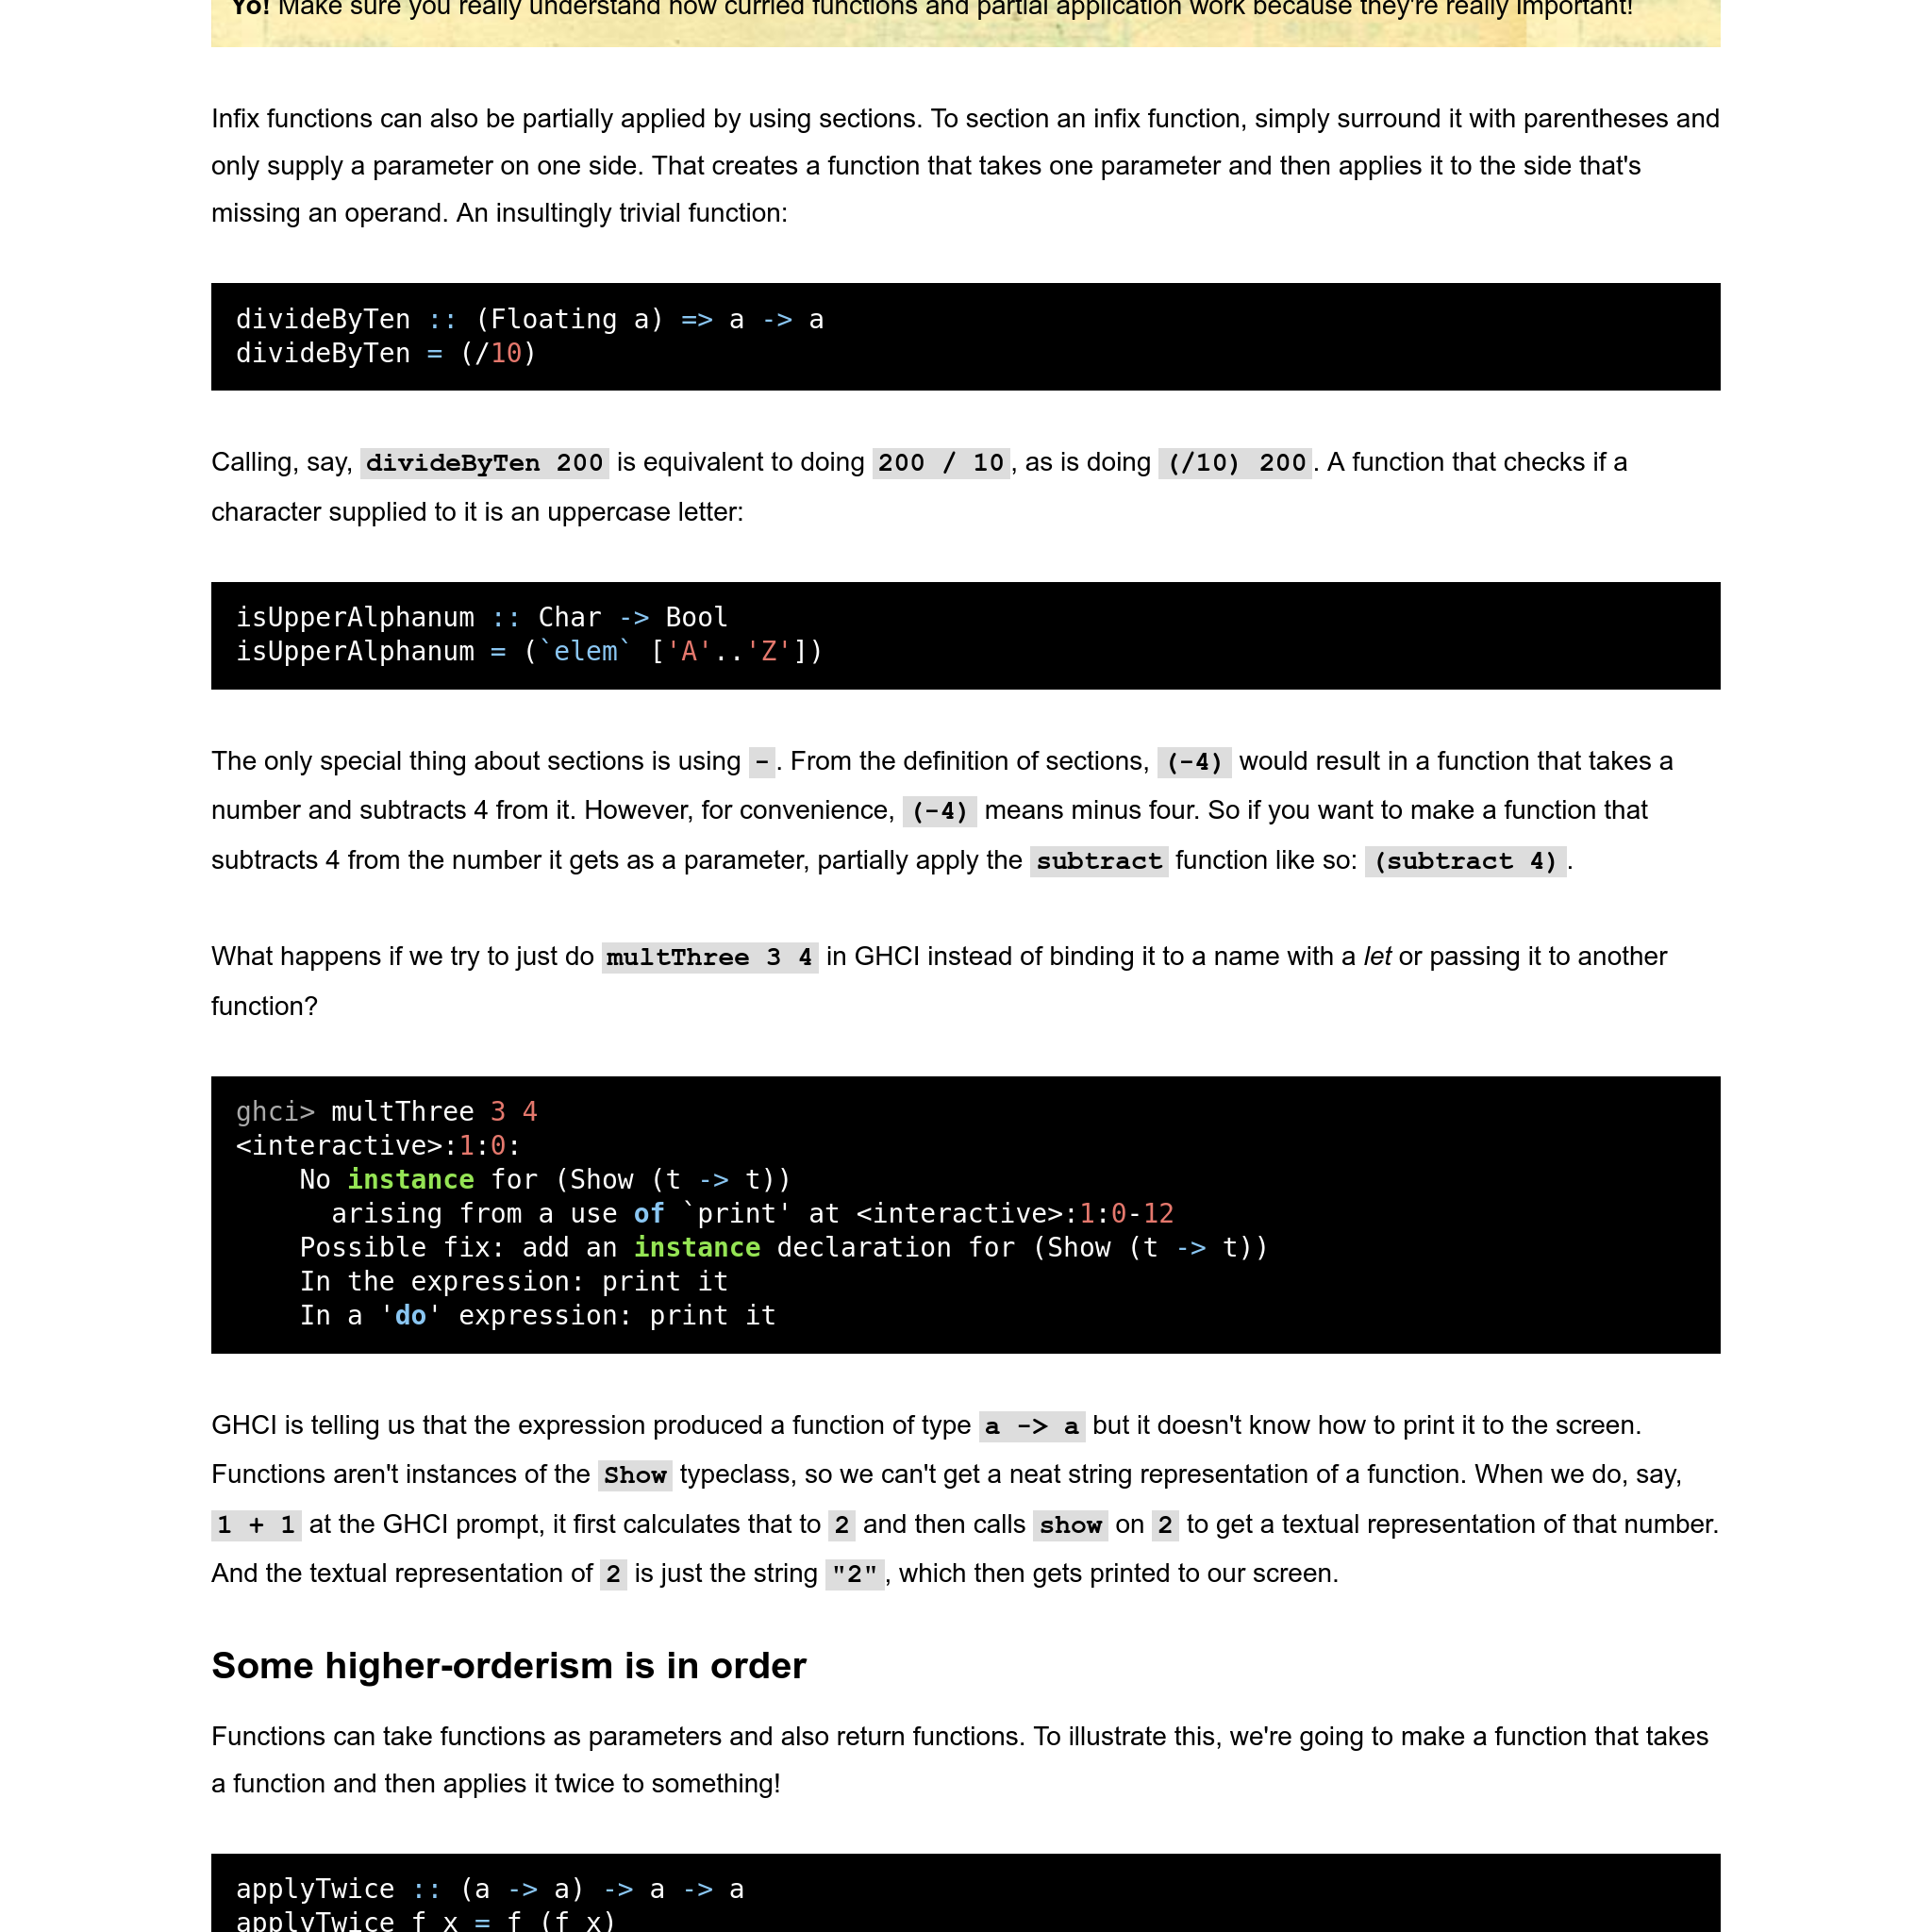 Yo! Make sure you really understand how curried functions and partial application work because they're really important!
Infix functions can also be partially applied by using sections. To section an infix function, simply surround it with parentheses and
only supply a parameter on one side. That creates a function that takes one parameter and then applies it to the side that's
missing an operand. An insultingly trivial function:
divideByTen :: (Floating a) => a -> a
divideByTen = (/10)
Calling, say, divideByTen 200 is equivalent to doing 200 / 10, as is doing (/10) 200. A function that checks if a
character supplied to it is an uppercase letter:
isUpperAlphanum :: Char -> Bool
isUpperAlphanum = (`elem` ['A'..'Z'])
The only special thing about sections is using -. From the definition of sections, (-4) would result in a function that takes a
number and subtracts 4 from it. However, for convenience, (-4) means minus four. So if you want to make a function that
subtracts 4 from the number it gets as a parameter, partially apply the subtract function like so: (subtract 4).
What happens if we try to just do multThree 3 4 in GHCI instead of binding it to a name with a let or passing it to another
function?
ghci> multThree 3 4
<interactive>:1:0:
    No instance for (Show (t -> t))
      arising from a use of `print' at <interactive>:1:0-12
    Possible fix: add an instance declaration for (Show (t -> t))
    In the expression: print it
    In a 'do' expression: print it
GHCI is telling us that the expression produced a function of type a -> a but it doesn't know how to print it to the screen.
Functions aren't instances of the Show typeclass, so we can't get a neat string representation of a function. When we do, say,
1 + 1 at the GHCI prompt, it first calculates that to 2 and then calls show on 2 to get a textual representation of that number.
And the textual representation of 2 is just the string "2", which then gets printed to our screen.
Some higher-orderism is in order
Functions can take functions as parameters and also return functions. To illustrate this, we're going to make a function that takes
a function and then applies it twice to something!
applyTwice :: (a -> a) -> a -> a
applyTwice f x = f (f x)